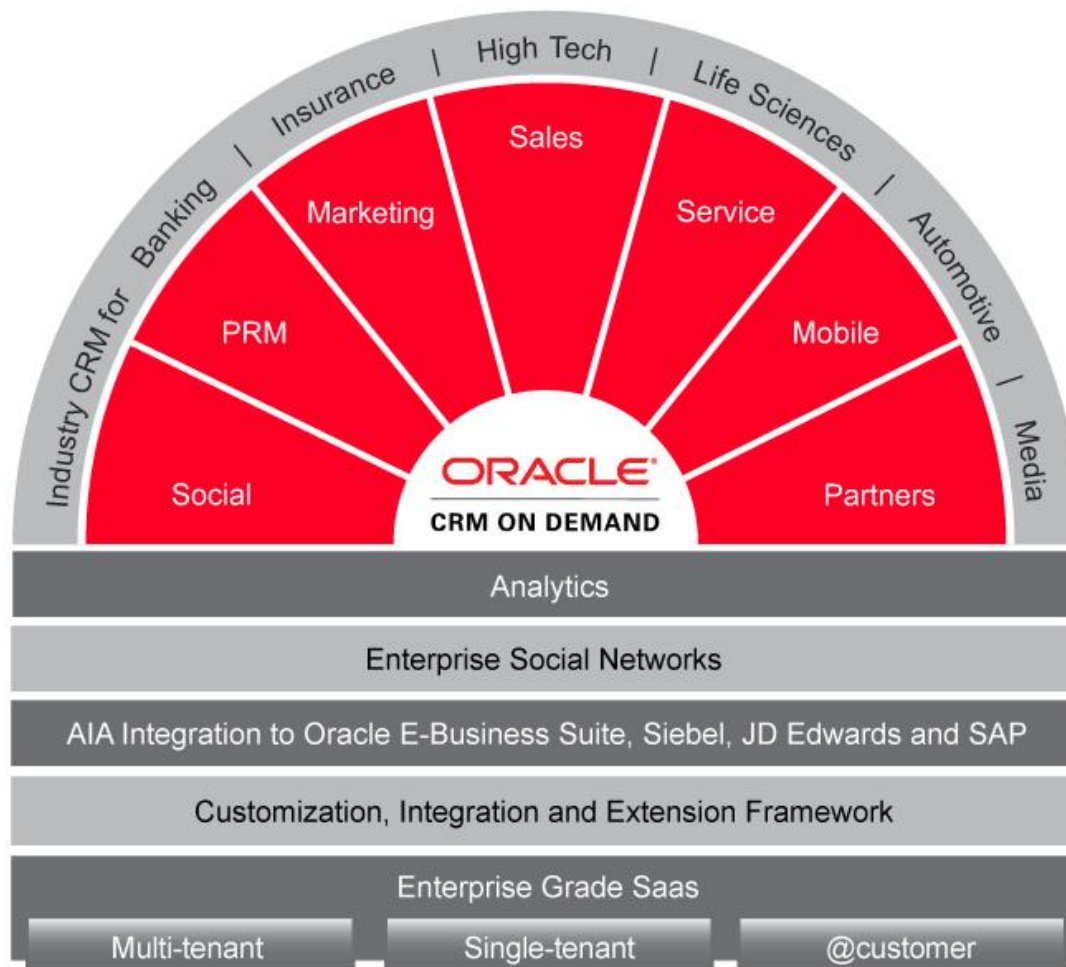 Industry CRM for Banking | Insurance | High Tech | Life Sciences | Automotive | Media
Social
PRM
Marketing
Sales
Service
Mobile
Partners
ORACLE®
CRM ON DEMAND
Analytics
Enterprise Social Networks
AIA Integration to Oracle E-Business Suite, Siebel, JD Edwards and SAP
Customization, Integration and Extension Framework
Enterprise Grade Saas
Multi-tenant
Single-tenant
@customer